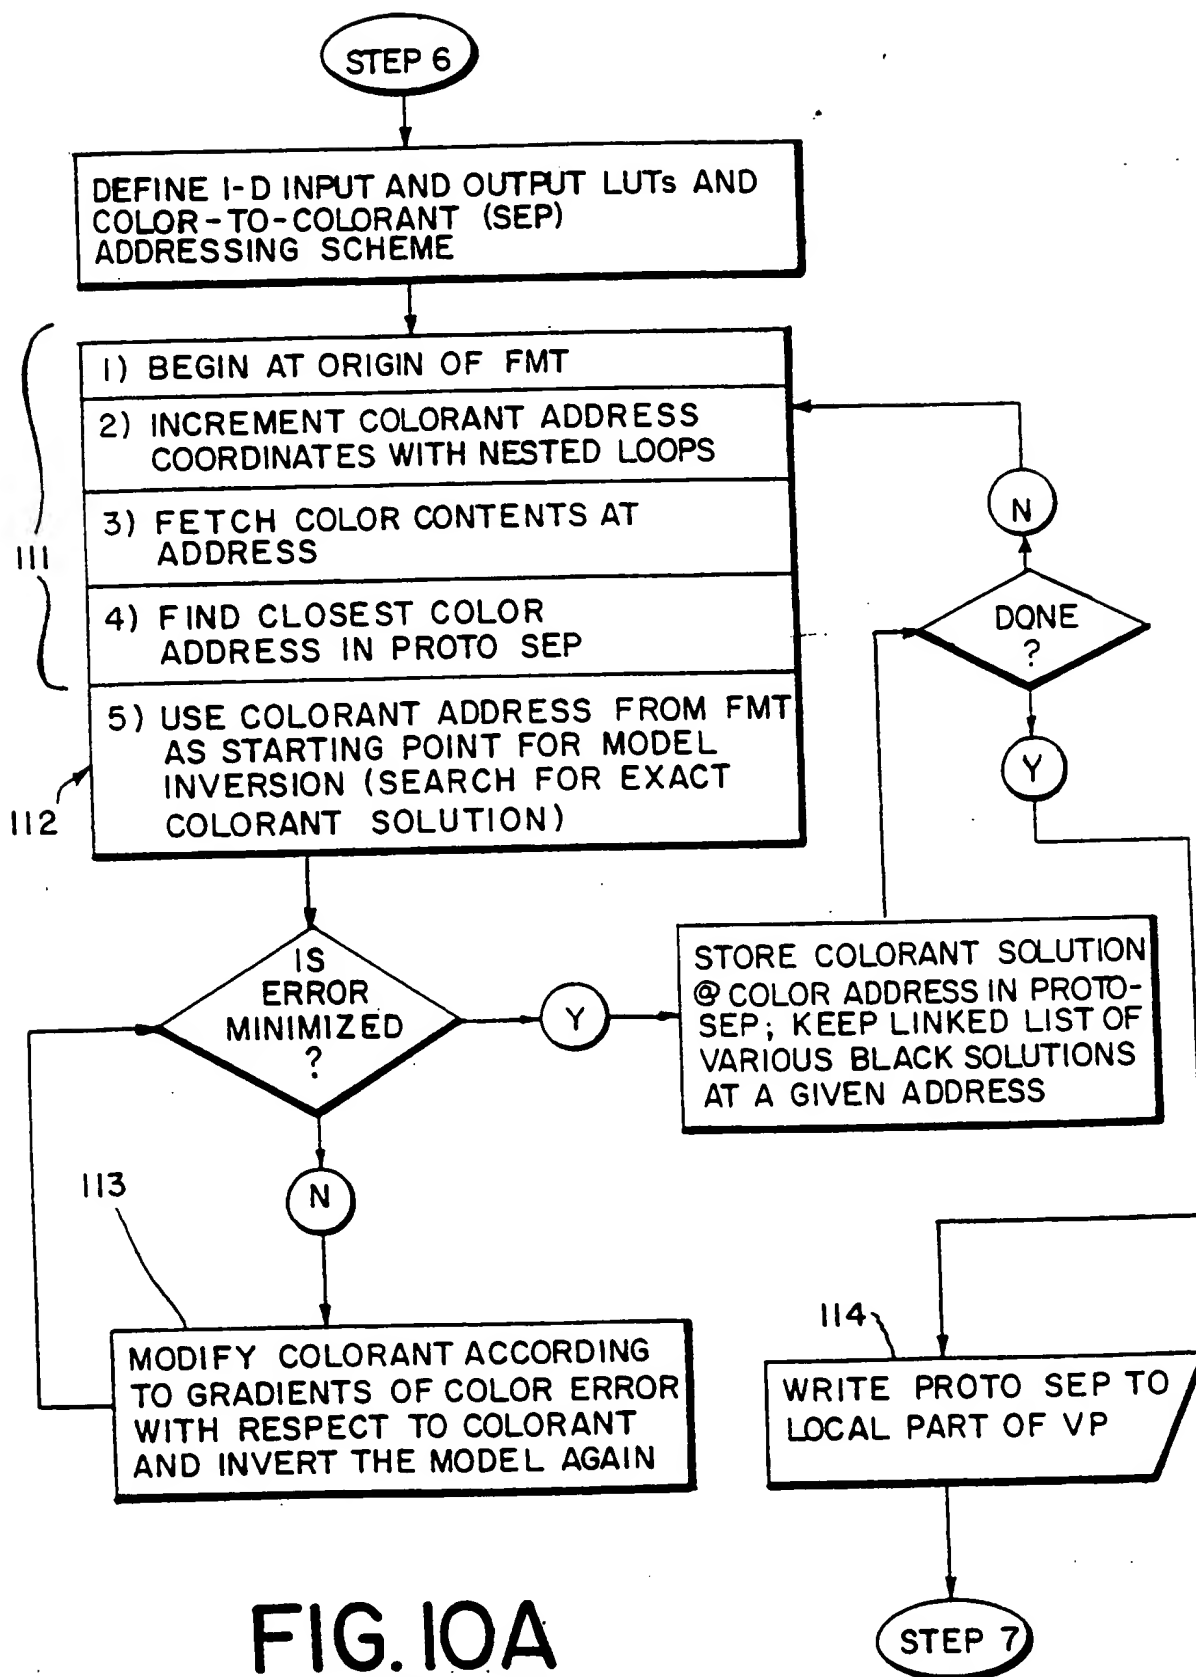 STEP 6
DEFINE 1-D INPUT AND OUTPUT LUTs AND
COLOR-TO-COLORANT (SEP)
ADDRESSING SCHEME
111
1) BEGIN AT ORIGIN OF FMT
2) INCREMENT COLORANT ADDRESS
COORDINATES WITH NESTED LOOPS
3) FETCH COLOR CONTENTS AT
ADDRESS
4) FIND CLOSEST COLOR
ADDRESS IN PROTO SEP
112
5) USE COLORANT ADDRESS FROM FMT
AS STARTING POINT FOR MODEL
INVERSION (SEARCH FOR EXACT
COLORANT SOLUTION)
N
DONE
?
Y
IS
ERROR
MINIMIZED
?
Y
STORE COLORANT SOLUTION
@ COLOR ADDRESS IN PROTO-
SEP; KEEP LINKED LIST OF
VARIOUS BLACK SOLUTIONS
AT A GIVEN ADDRESS
N
113
MODIFY COLORANT ACCORDING
TO GRADIENTS OF COLOR ERROR
WITH RESPECT TO COLORANT
AND INVERT THE MODEL AGAIN
114
WRITE PROTO SEP TO
LOCAL PART OF VP
STEP 7
FIG. 10A